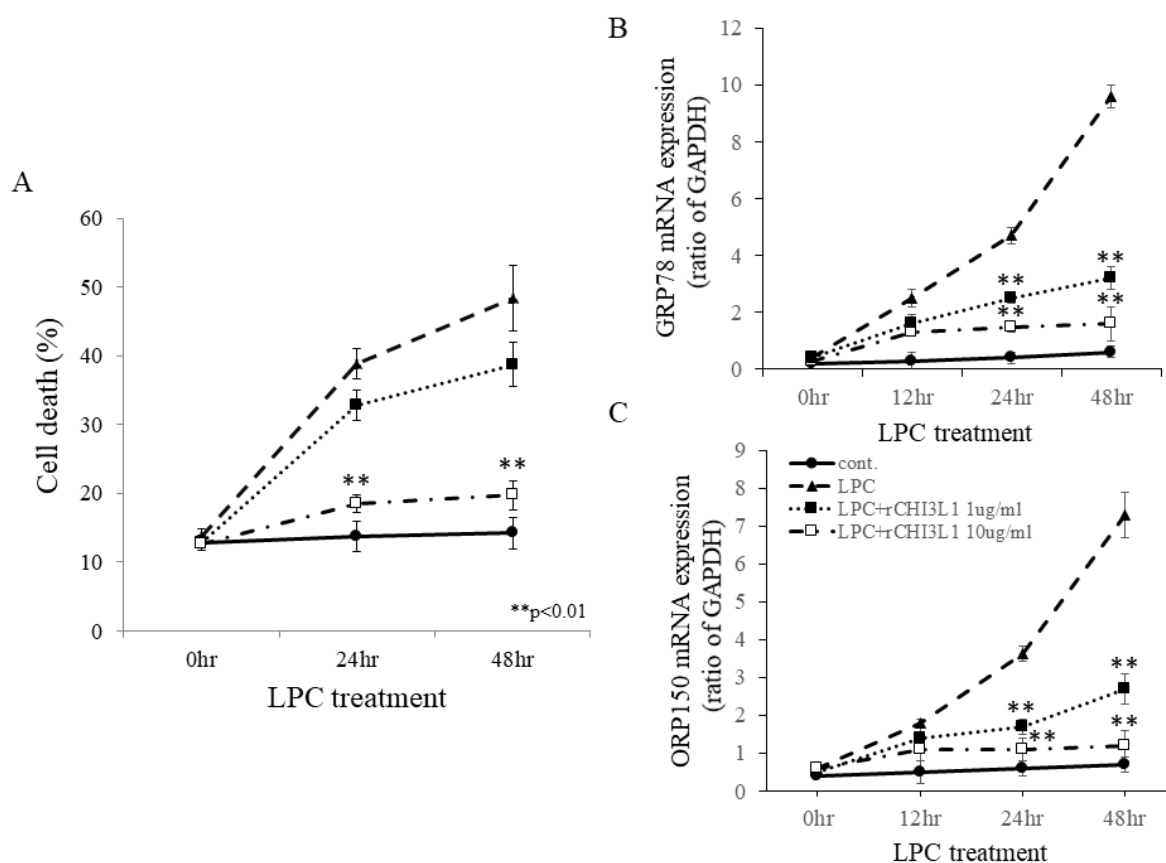 A
Cell death (%)
60
50
40
30
20
10
0
**
**
**p<0.01
0hr
24hr
48hr
LPC treatment
B
GRP78 mRNA expression
(ratio of GAPDH)
12
10
8
6
4
2
0
**
**
**
**
0hr
12hr
24hr
48hr
LPC treatment
C
ORP150 mRNA expression
(ratio of GAPDH)
9
8
7
6
5
4
3
2
1
0
cont.
LPC
LPC+rCHI3L1 1ug/ml
LPC+rCHI3L1 10ug/ml
**
**
**
**
0hr
12hr
24hr
48hr
LPC treatment